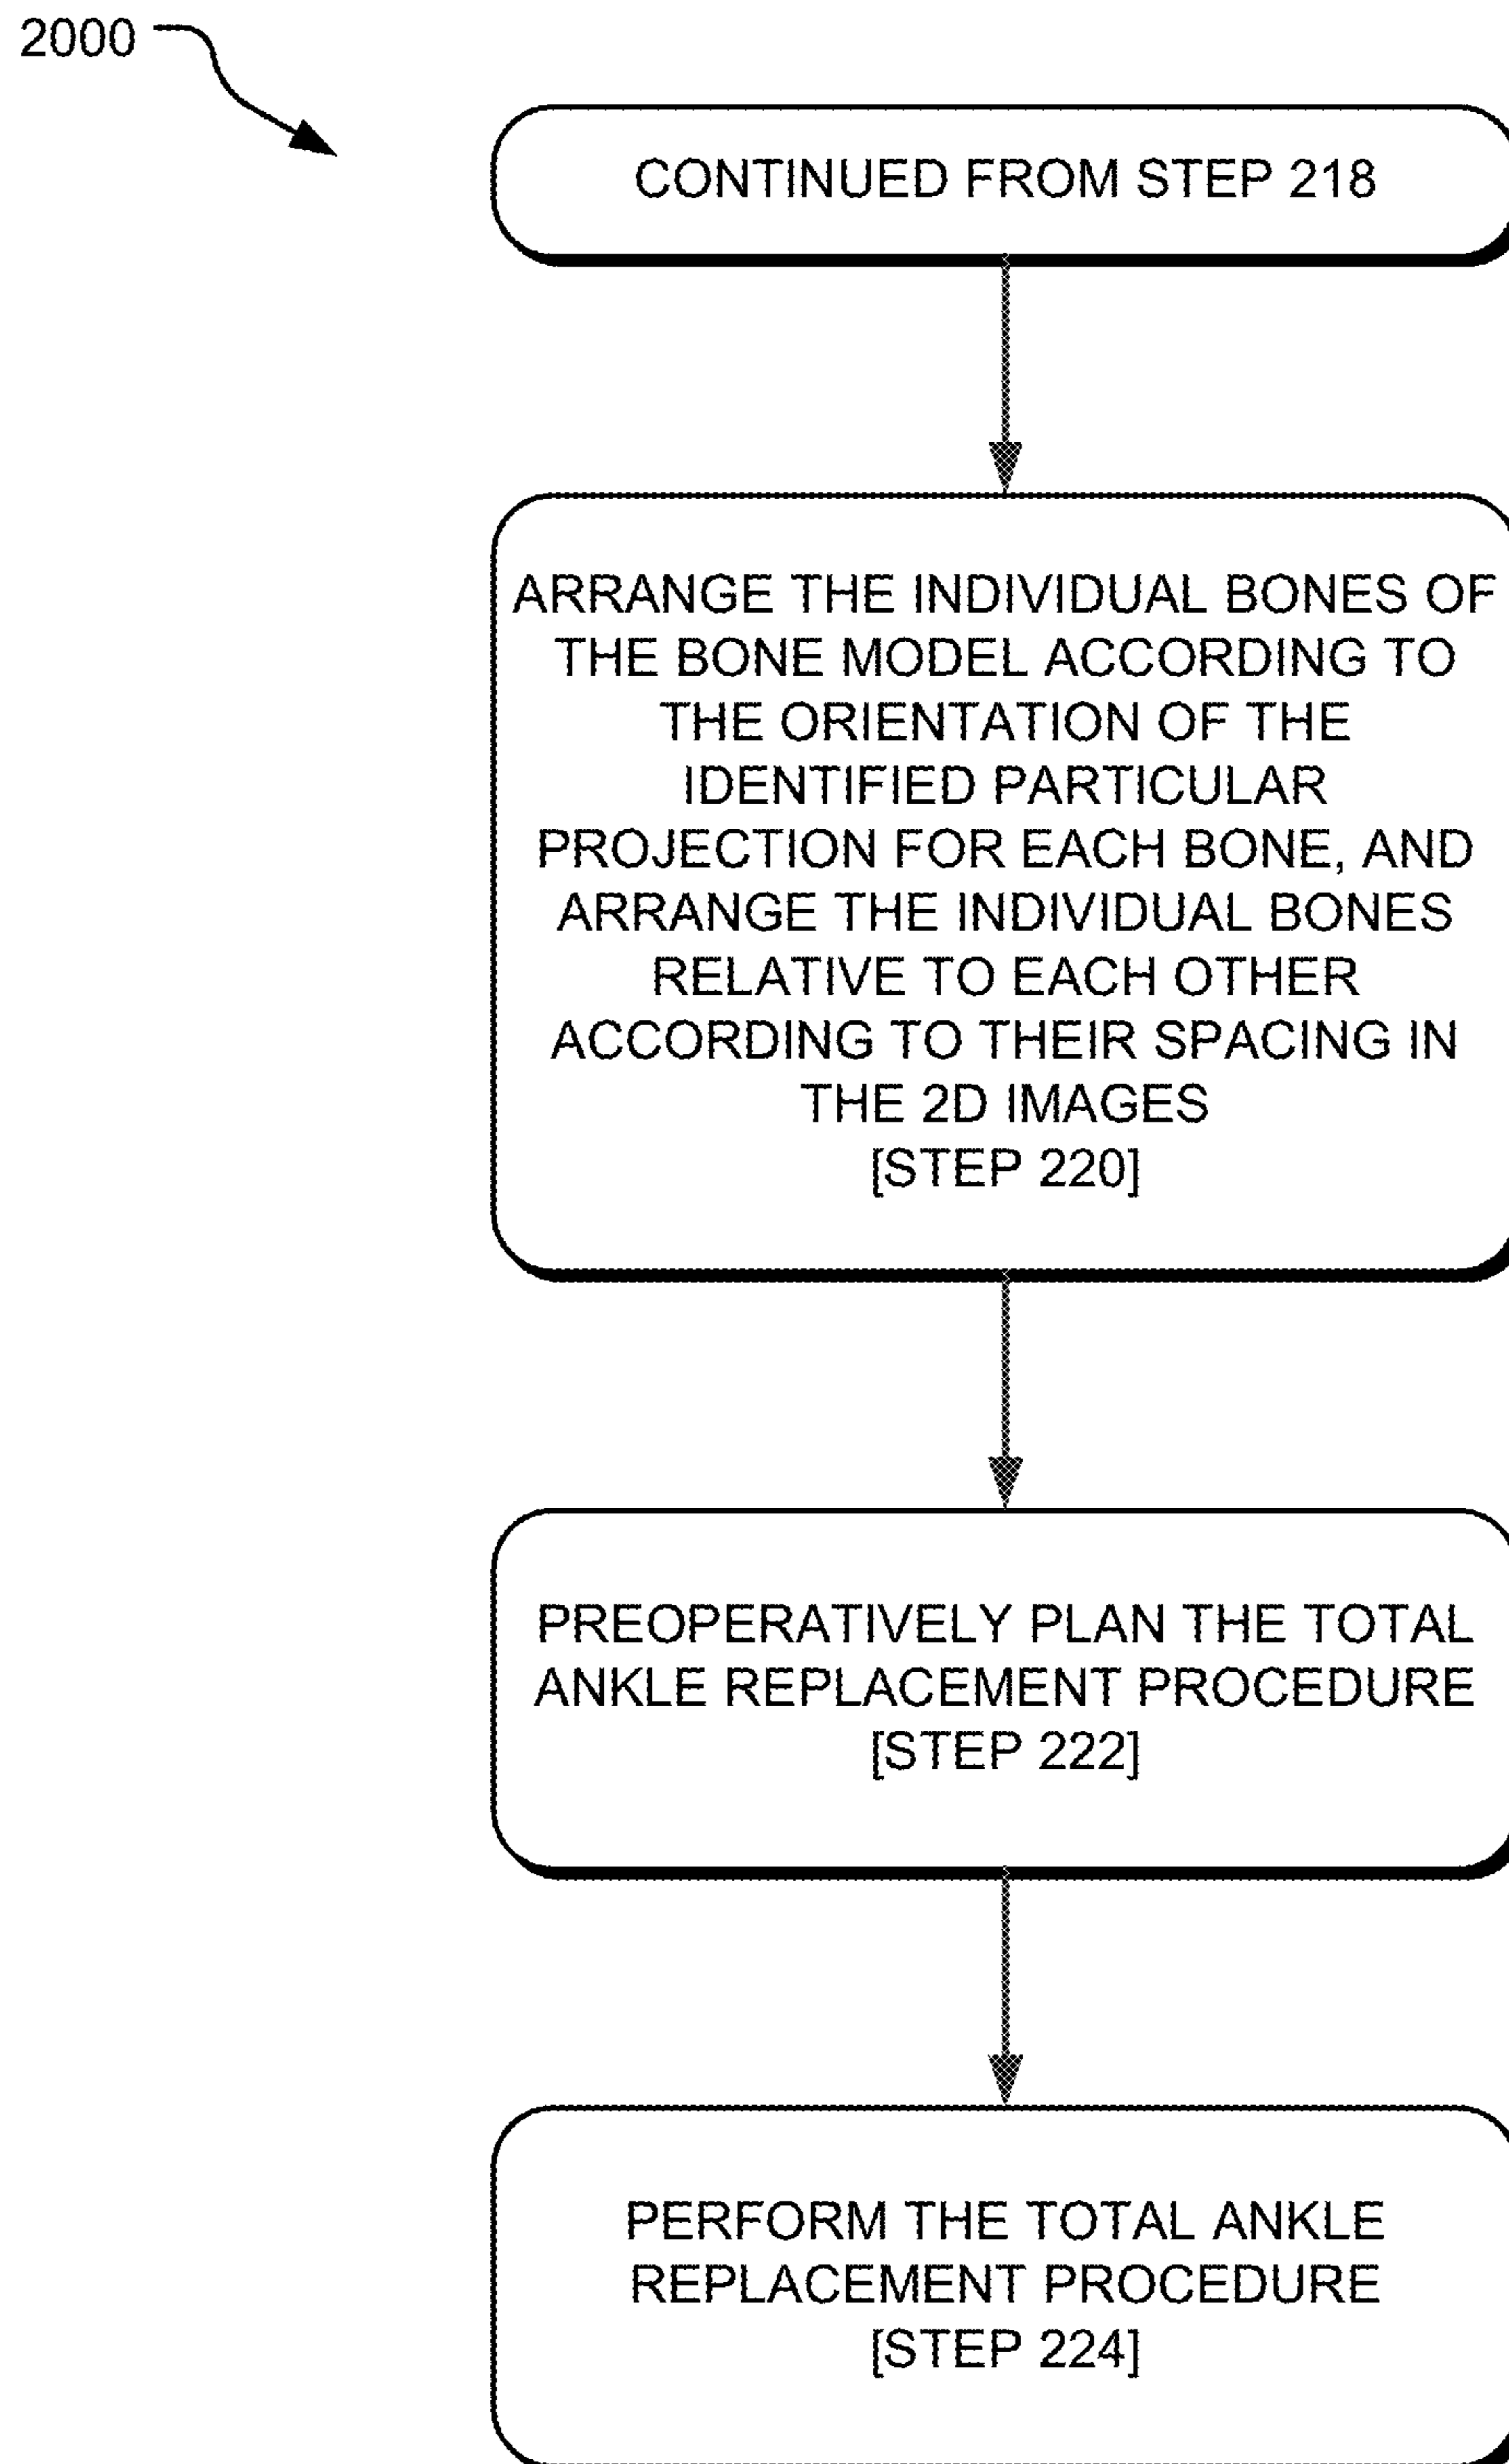 2000
CONTINUED FROM STEP 218
ARRANGE THE INDIVIDUAL BONES OF
THE BONE MODEL ACCORDING TO
THE ORIENTATION OF THE
IDENTIFIED PARTICULAR
PROJECTION FOR EACH BONE, AND
ARRANGE THE INDIVIDUAL BONES
RELATIVE TO EACH OTHER
ACCORDING TO THEIR SPACING IN
THE 2D IMAGES
[STEP 220]
PREOPERATIVELY PLAN THE TOTAL
ANKLE REPLACEMENT PROCEDURE
[STEP 222]
PERFORM THE TOTAL ANKLE
REPLACEMENT PROCEDURE
[STEP 224]